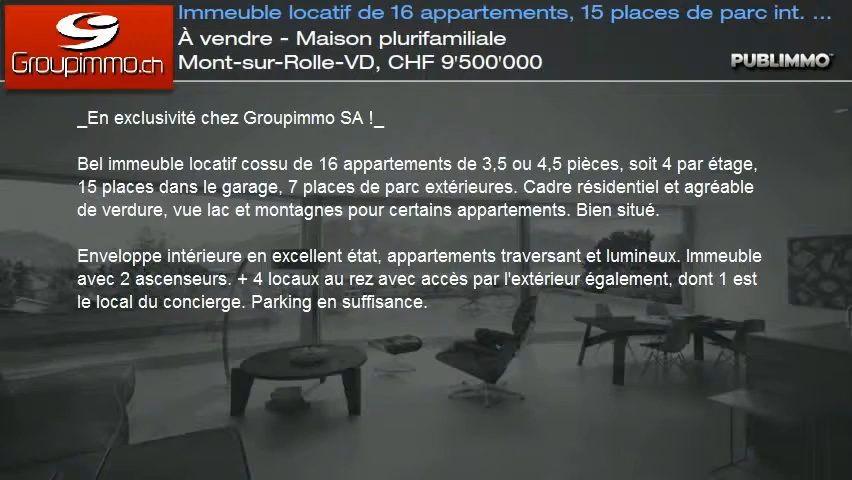 Groupimmo.ch
Immeuble locatif de 16 appartements, 15 places de parc int. ...
À vendre - Maison plurifamiliale
Mont-sur-Rolle-VD, CHF 9'500'000
PUBLIMMO
_En exclusivité chez Groupimmo SA !_
Bel immeuble locatif cossu de 16 appartements de 3,5 ou 4,5 pièces, soit 4 par étage,
15 places dans le garage, 7 places de parc extérieures. Cadre résidentiel et agréable
de verdure, vue lac et montagnes pour certains appartements. Bien situé.
Enveloppe intérieure en excellent état, appartements traversant et lumineux. Immeuble
avec 2 ascenseurs. + 4 locaux au rez avec accès par l'extérieur également, dont 1 est
le local du concierge. Parking en suffisance.